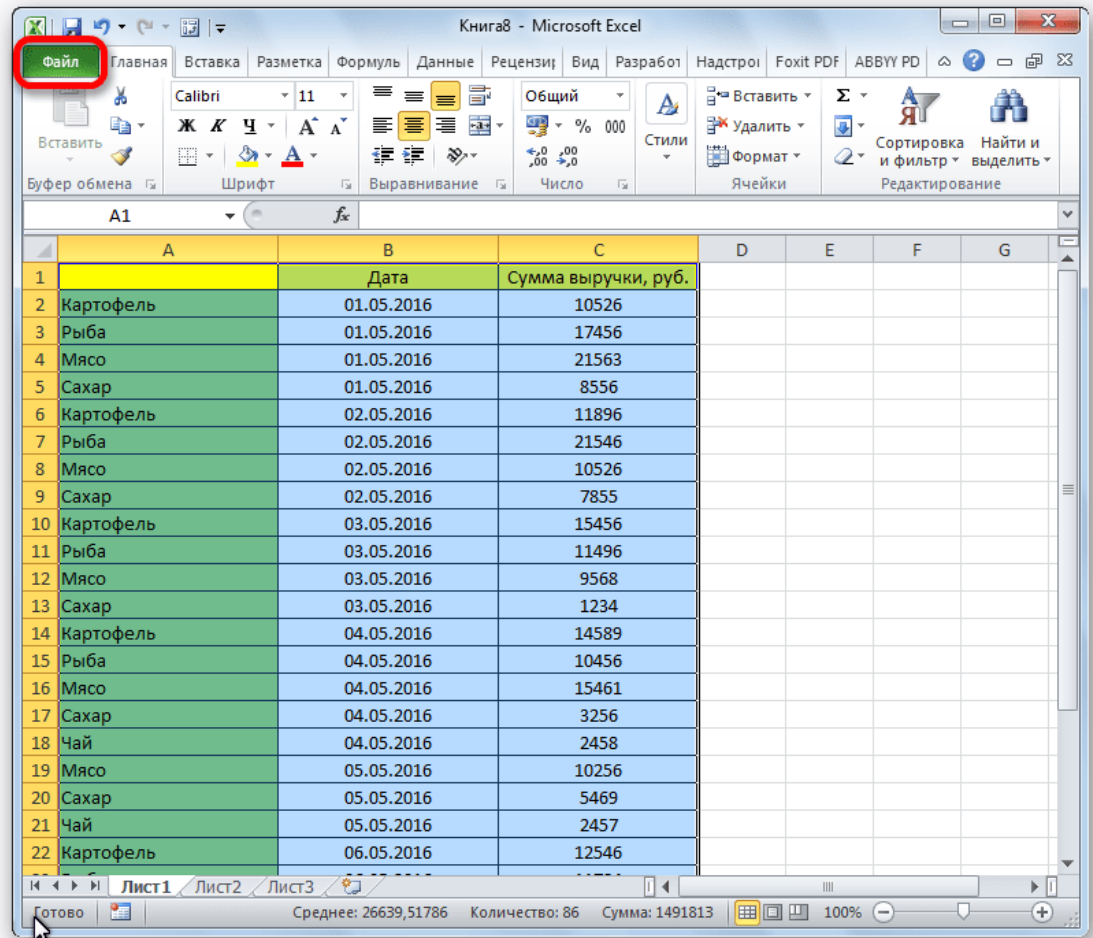 Книга8 - Microsoft Excel
Файл Главная Вставка Разметка Формуль Данные Рецензир Вид Разработ Надстрої Foxit PDF ABBYY PD
Calibri 11 Общий Вставить Σ
Вставить Ж К Ч А А % 000 Стили Удалить Сортировка и фильтр Найти и выделить
Формат
Буфер обмена Шрифт Выравнивание Число Ячейки Редактирование
A1 fx
A B C D E F G
1 Дата Сумма выручки, руб.
2 Картофель 01.05.2016 10526
3 Рыба 01.05.2016 17456
4 Мясо 01.05.2016 21563
5 Сахар 01.05.2016 8556
6 Картофель 02.05.2016 11896
7 Рыба 02.05.2016 21546
8 Мясо 02.05.2016 10526
9 Сахар 02.05.2016 7855
10 Картофель 03.05.2016 15456
11 Рыба 03.05.2016 11496
12 Мясо 03.05.2016 9568
13 Сахар 03.05.2016 1234
14 Картофель 04.05.2016 14589
15 Рыба 04.05.2016 10456
16 Мясо 04.05.2016 15461
17 Сахар 04.05.2016 3256
18 Чай 04.05.2016 2458
19 Мясо 05.05.2016 10256
20 Сахар 05.05.2016 5469
21 Чай 05.05.2016 2457
22 Картофель 06.05.2016 12546
Лист1 Лист2 Лист3
Готово Среднее: 26639,51786 Количество: 86 Сумма: 1491813 100%